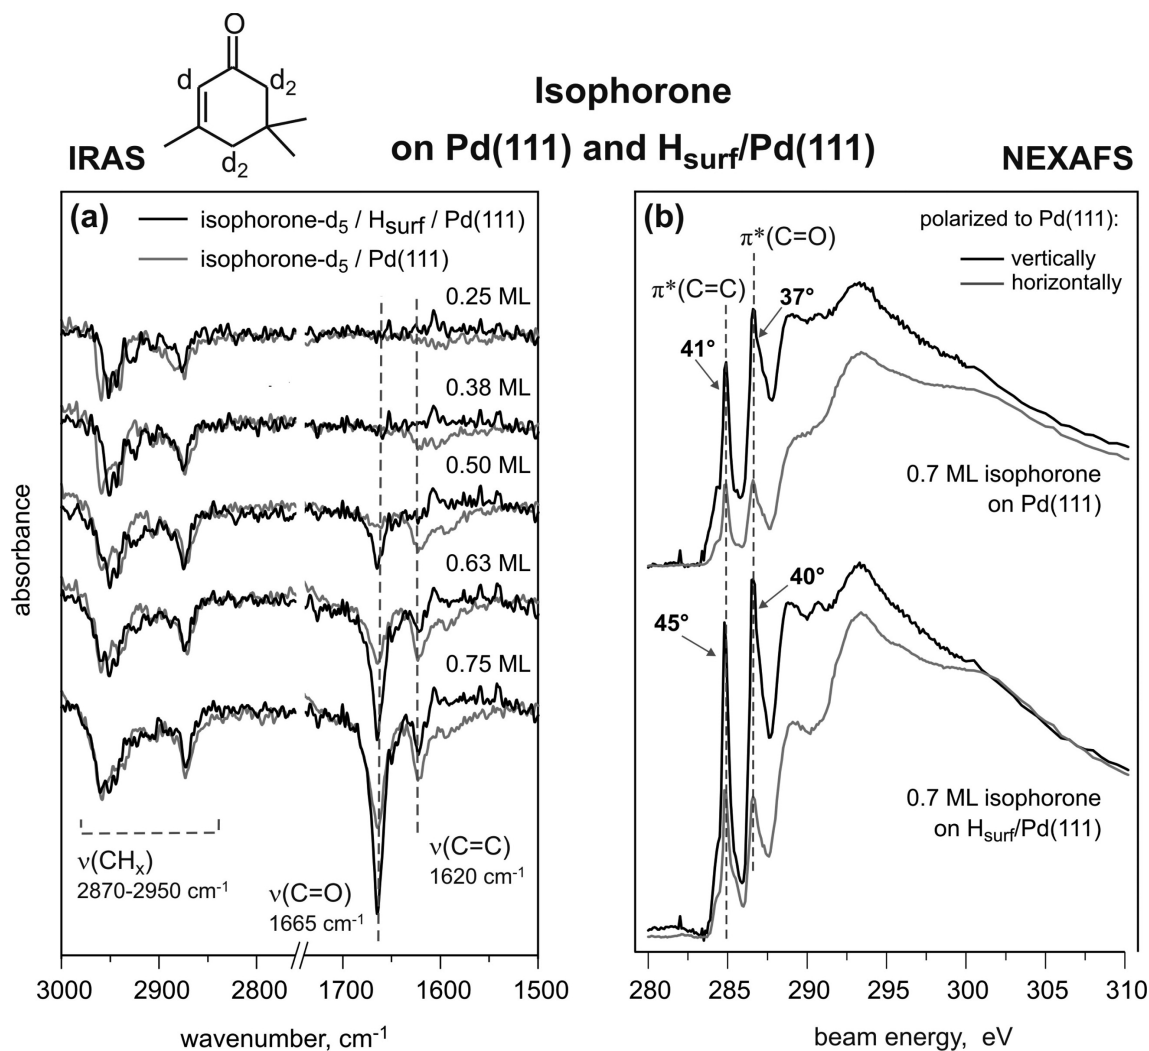 O
d
d2
d2
Isophorone
on Pd(111) and Hsurf/Pd(111)
IRAS
NEXAFS
(a)
isophorone-d5 / Hsurf / Pd(111)
isophorone-d5 / Pd(111)
0.25 ML
0.38 ML
0.50 ML
0.63 ML
0.75 ML
absorbance
ν(CHx)
2870-2950 cm-1
ν(C=O)
1665 cm-1
ν(C=C)
1620 cm-1
3000 2900 2800 1700 1600 1500
wavenumber, cm-1
(b)
polarized to Pd(111):
vertically
horizontally
π*(C=O)
π*(C=C)
37°
41°
0.7 ML isophorone
on Pd(111)
40°
45°
0.7 ML isophorone
on Hsurf/Pd(111)
280 285 290 295 300 305 310
beam energy, eV